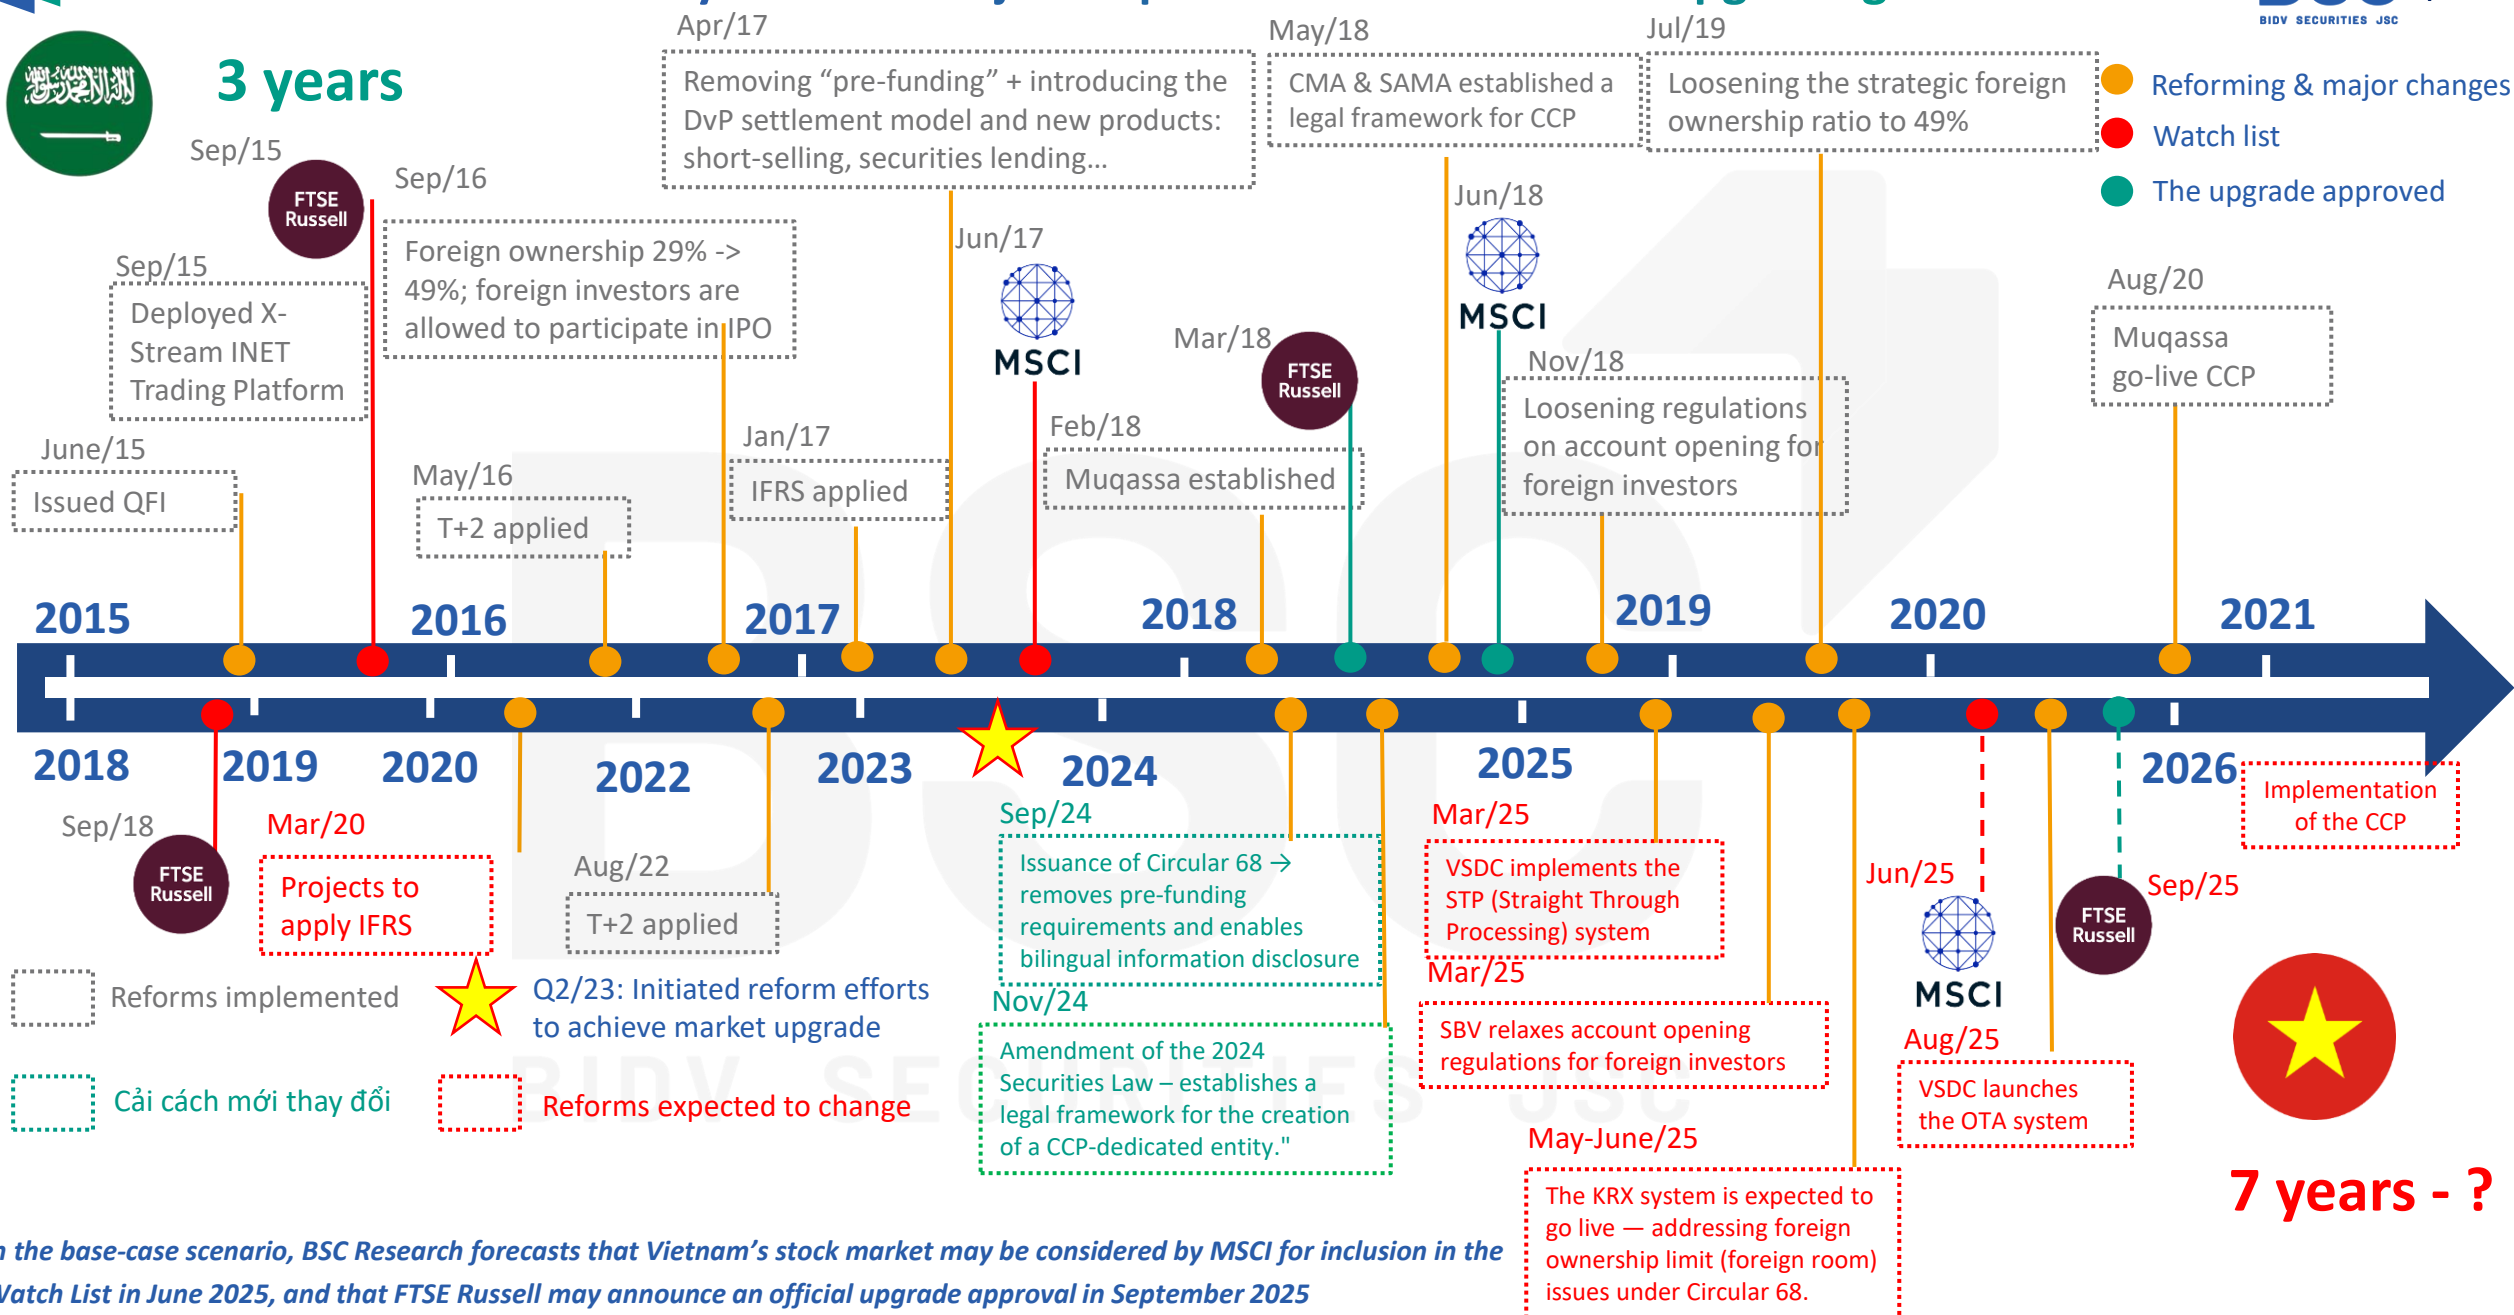 BIDV SECURITIES JSC
3 years
Reforming & major changes
Watch list
The upgrade approved
Apr/17
Removing “pre-funding” + introducing the
DvP settlement model and new products:
short-selling, securities lending...
May/18
CMA & SAMA established a
legal framework for CCP
Jul/19
Loosening the strategic foreign
ownership ratio to 49%
Sep/15
FTSE
Russell
Sep/16
Foreign ownership 29% ->
49%; foreign investors are
allowed to participate in IPO
Sep/15
Deployed X-
Stream INET
Trading Platform
Jun/17
MSCI
Jun/18
MSCI
Mar/18
FTSE
Russell
Nov/18
Loosening regulations
on account opening for
foreign investors
Aug/20
Muqassa
go-live CCP
June/15
Issued QFI
May/16
T+2 applied
Jan/17
IFRS applied
Feb/18
Muqassa established
2015
2016
2017
2018
2019
2020
2021
2018
2019
2020
2022
2023
2024
2025
2026
Implementation
of the CCP
Sep/18
FTSE
Russell
Mar/20
Projects to
apply IFRS
Aug/22
T+2 applied
Sep/24
Issuance of Circular 68 →
removes pre-funding
requirements and enables
bilingual information disclosure
Nov/24
Amendment of the 2024
Securities Law – establishes a
legal framework for the creation
of a CCP-dedicated entity."
Mar/25
VSDC implements the
STP (Straight Through
Processing) system
Mar/25
SBV relaxes account opening
regulations for foreign investors
May-June/25
The KRX system is expected to
go live — addressing foreign
ownership limit (foreign room)
issues under Circular 68.
Jun/25
MSCI
Aug/25
VSDC launches
the OTA system
Sep/25
FTSE
Russell
7 years - ?
Reforms implemented
Q2/23: Initiated reform efforts
to achieve market upgrade
Cải cách mới thay đổi
Reforms expected to change
BSC
BIDV SECURITIES JSC
the base-case scenario, BSC Research forecasts that Vietnam’s stock market may be considered by MSCI for inclusion in the
List in June 2025, and that FTSE Russell may announce an official upgrade approval in September 2025